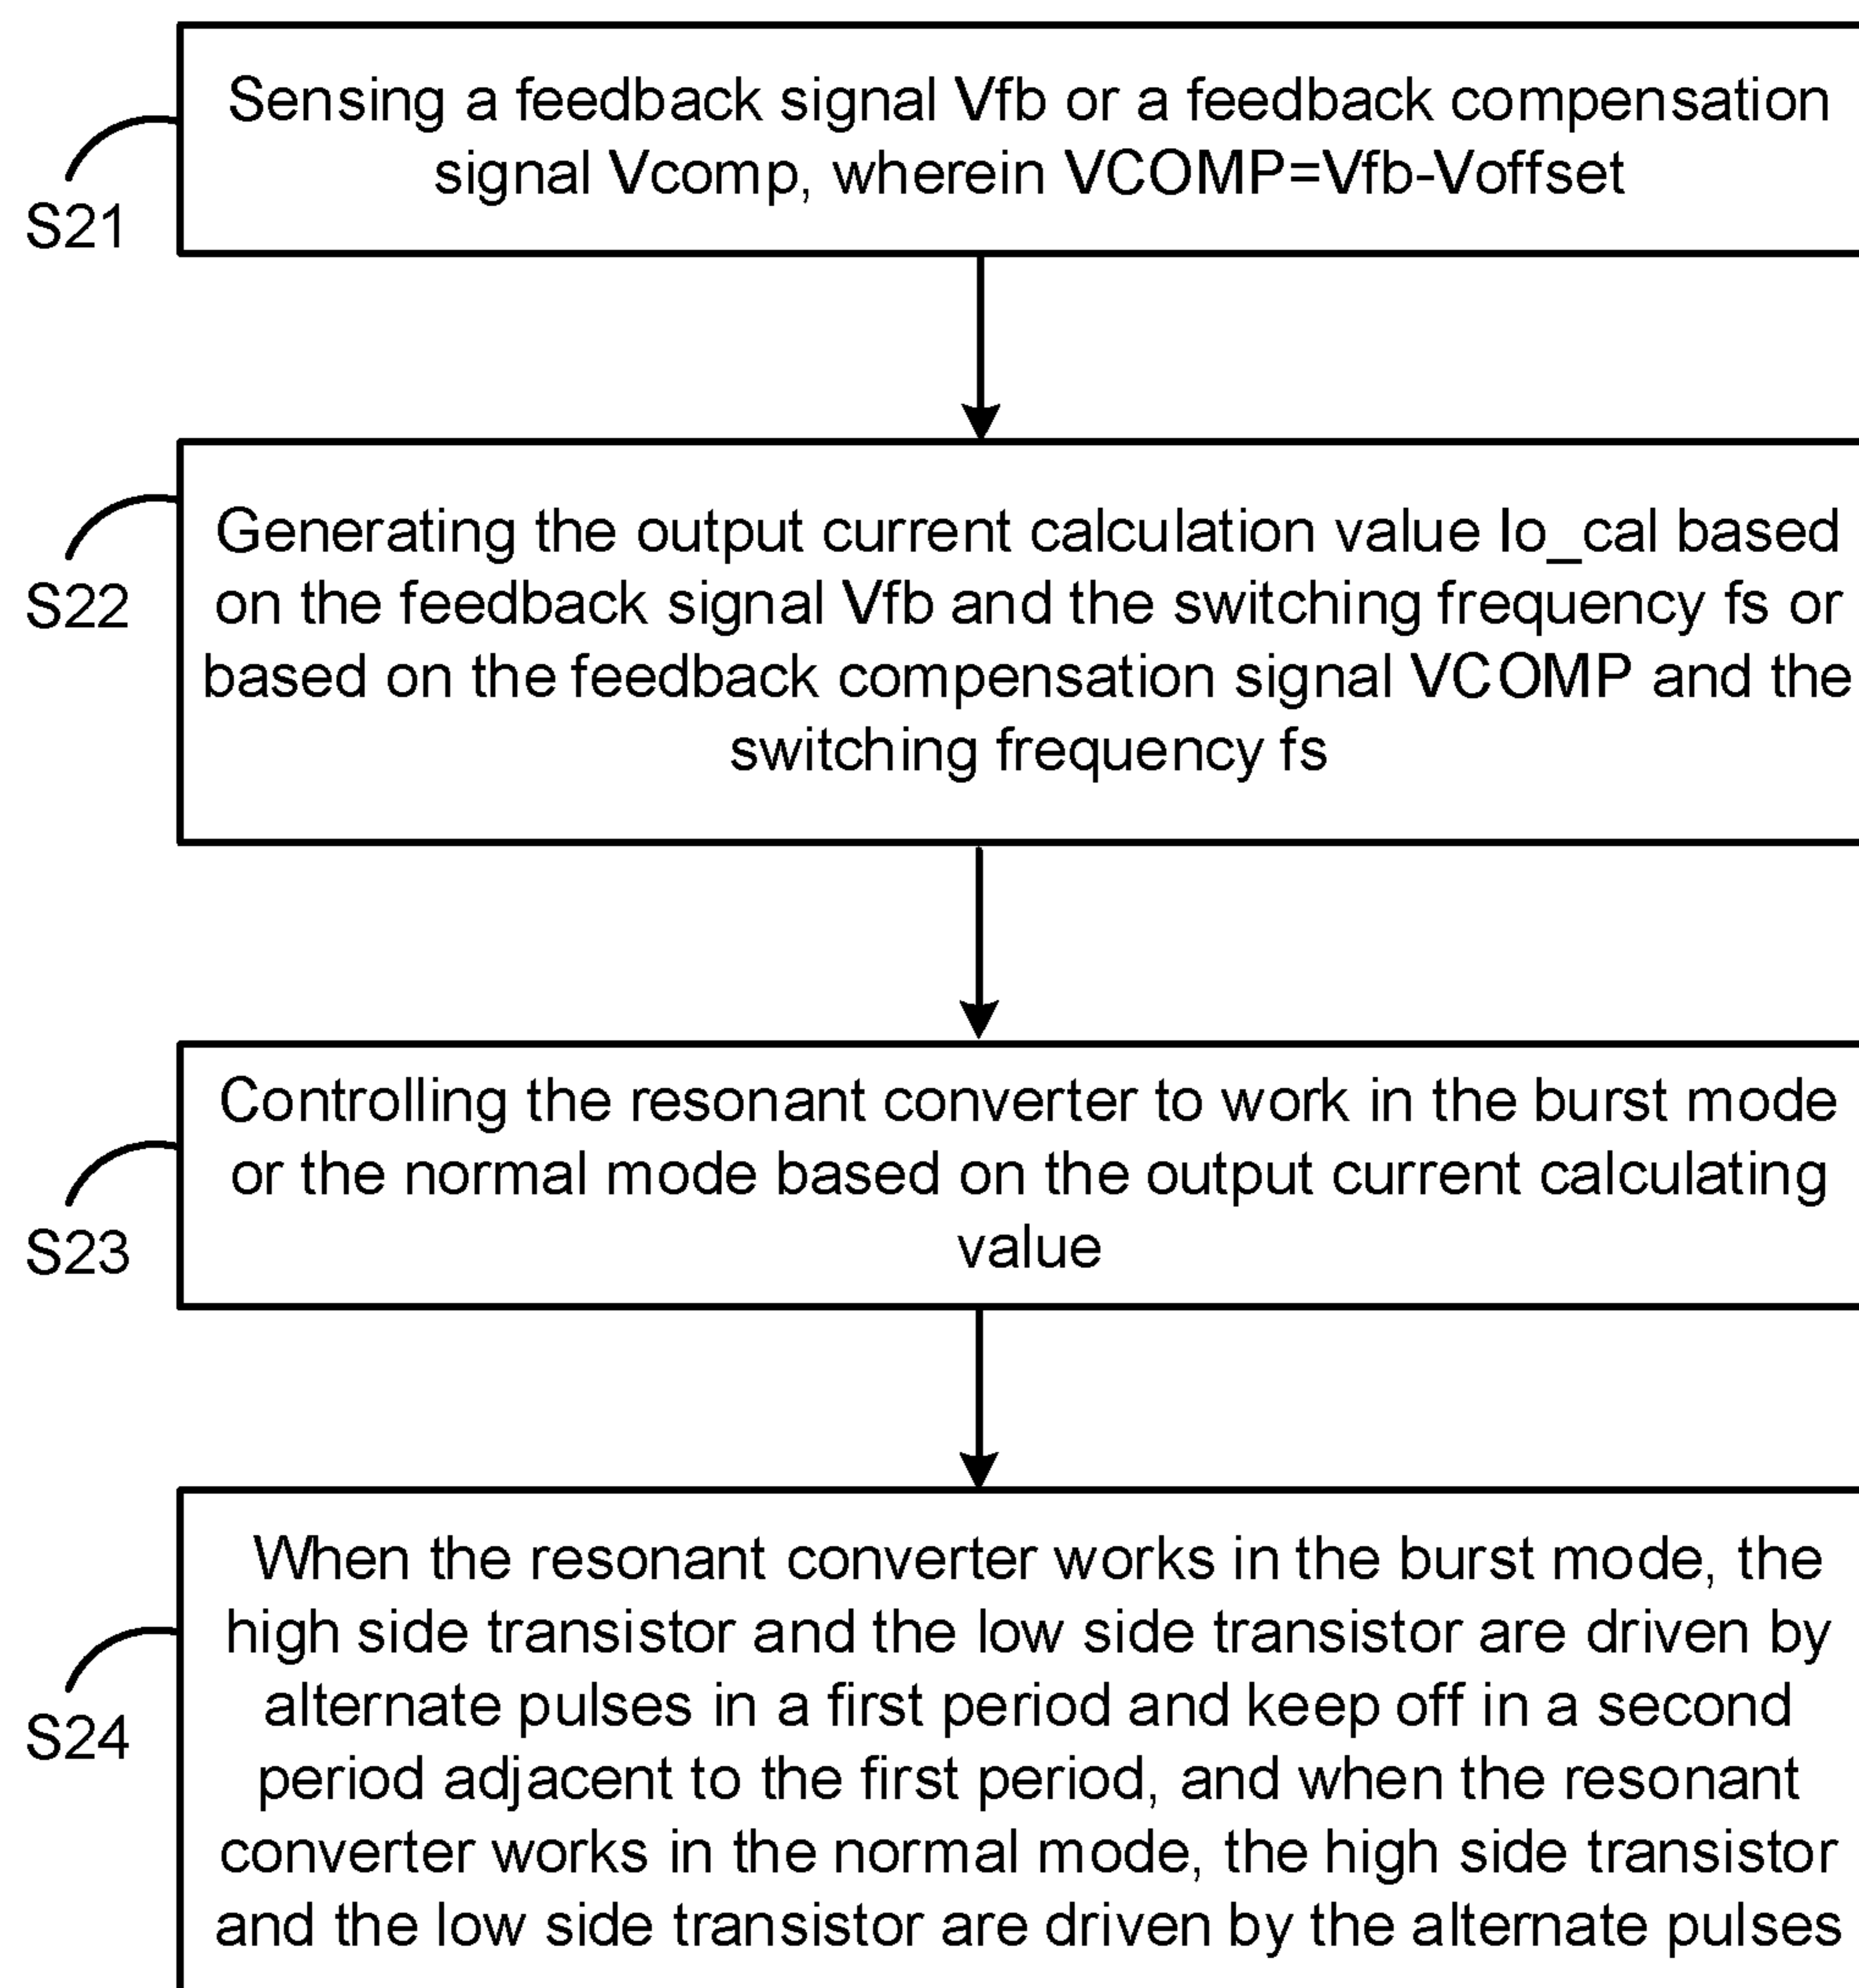 Sensing a feedback signal Vfb or a feedback compensation
signal Vcomp, wherein VCOMP=Vfb-Voffset
S21
Generating the output current calculation value Io_cal based
on the feedback signal Vfb and the switching frequency fs or
based on the feedback compensation signal VCOMP and the
switching frequency fs
S22
Controlling the resonant converter to work in the burst mode
or the normal mode based on the output current calculating
value
S23
When the resonant converter works in the burst mode, the
high side transistor and the low side transistor are driven by
alternate pulses in a first period and keep off in a second
period adjacent to the first period, and when the resonant
converter works in the normal mode, the high side transistor
and the low side transistor are driven by the alternate pulses
S24